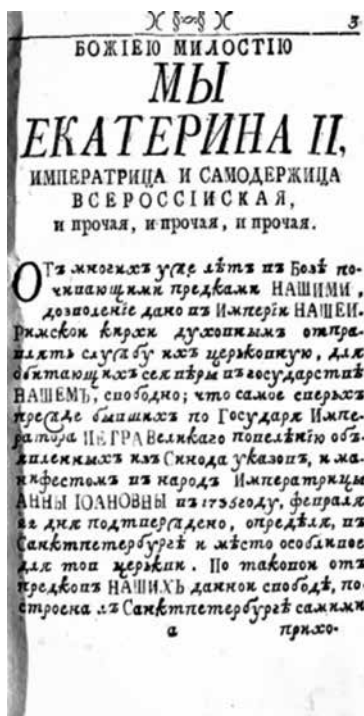 3
БОЖІЕЮ МИЛОСТІЮ
МЫ
ЕКАТЕРИНА II,
ИМПЕРАТРИЦА И САМОДЕРЖИЦА
ВСЕРОССІЙСКАЯ,
и прочая, и прочая, и прочая.
Отъ многихъ уже лѣтъ въ Бозѣ по-
чивающими предками НАШИМИ,
дозволеніе дано въ Имперіи НАШЕЙ
Римской кирхи духовнымъ отпра-
влять службу ихъ церьковную, для
обитающихъ сея вѣры въ государствѣ
НАШЕМЪ, свободно; что самое сверьхъ
прежде бывшихъ по Государя Импе-
ратора ПЕТРА Великаго повелѣнію объ-
явленныхъ изъ Синода указовъ, и ма-
нифестомъ въ народъ Императрицы
АННЫ ІОАННОВНЫ въ 1735 году, февраля
22 дня подтверждено, опредѣля, въ
Санктпетербургѣ и мѣсто особливое
для той церькви. По таковой отъ
предковъ НАШИХЪ данной свободѣ, по-
строена въ Санктпетербургѣ самими
а прихо-